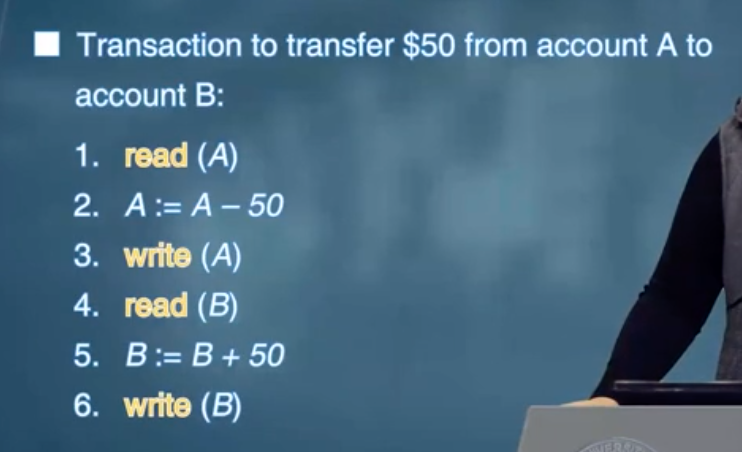 Transaction to transfer $50 from account A to
account B:
1. read (A)
2. A := A – 50
3. write (A)
4. read (B)
5. B := B + 50
6. write (B)